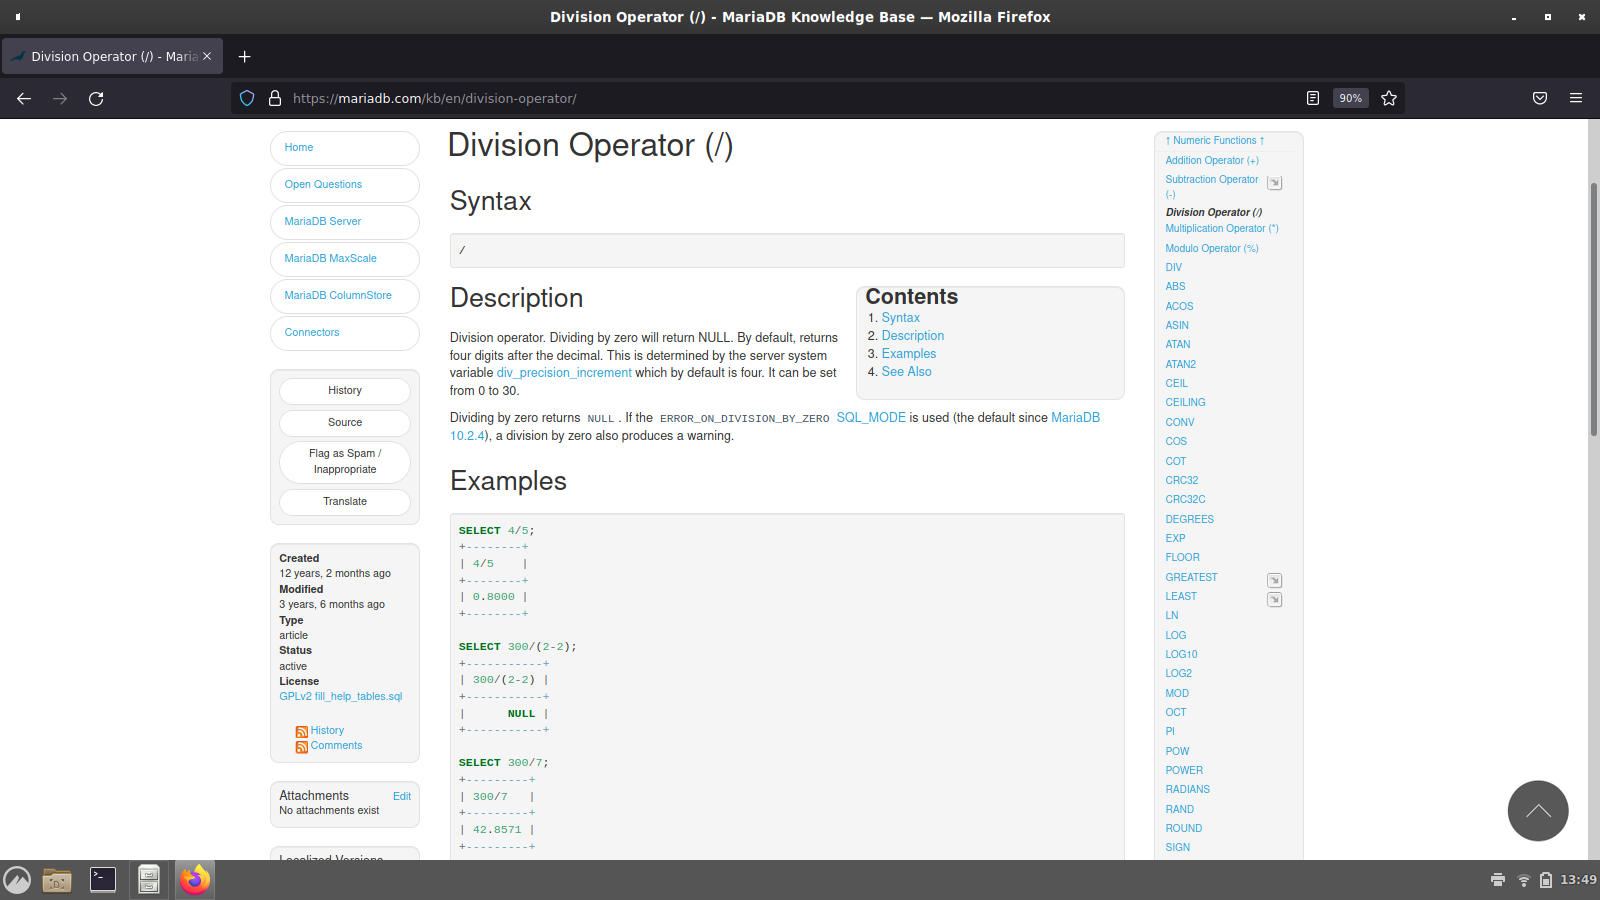 Division Operator (/) - MariaDB Knowledge Base — Mozilla Firefox
Division Operator (/) - Maria
https://mariadb.com/kb/en/division-operator/
90%
Home
Open Questions
MariaDB Server
MariaDB MaxScale
MariaDB ColumnStore
Connectors
History
Source
Flag as Spam /
Inappropriate
Translate
Created
12 years, 2 months ago
Modified
3 years, 6 months ago
Type
article
Status
active
License
GPLv2 fill_help_tables.sql
History
Comments
Attachments
Edit
No attachments exist
Localized Versions
Division Operator (/)
Syntax
/
Description
Division operator. Dividing by zero will return NULL. By default, returns
four digits after the decimal. This is determined by the server system
variable div_precision_increment which by default is four. It can be set
from 0 to 30.
Dividing by zero returns NULL . If the ERROR_ON_DIVISION_BY_ZERO SQL_MODE is used (the default since MariaDB
10.2.4), a division by zero also produces a warning.
Contents
1. Syntax
2. Description
3. Examples
4. See Also
Examples
SELECT 4/5;
+--------+
| 4/5    |
+--------+
| 0.8000 |
+--------+
SELECT 300/(2-2);
+-----------+
| 300/(2-2) |
+-----------+
|      NULL |
+-----------+
SELECT 300/7;
+---------+
| 300/7   |
+---------+
| 42.8571 |
+---------+
↑ Numeric Functions ↑
Addition Operator (+)
Subtraction Operator
(-)
Division Operator (/)
Multiplication Operator (*)
Modulo Operator (%)
DIV
ABS
ACOS
ASIN
ATAN
ATAN2
CEIL
CEILING
CONV
COS
COT
CRC32
CRC32C
DEGREES
EXP
FLOOR
GREATEST
LEAST
LN
LOG
LOG10
LOG2
MOD
OCT
PI
POW
POWER
RADIANS
RAND
ROUND
SIGN
13:49